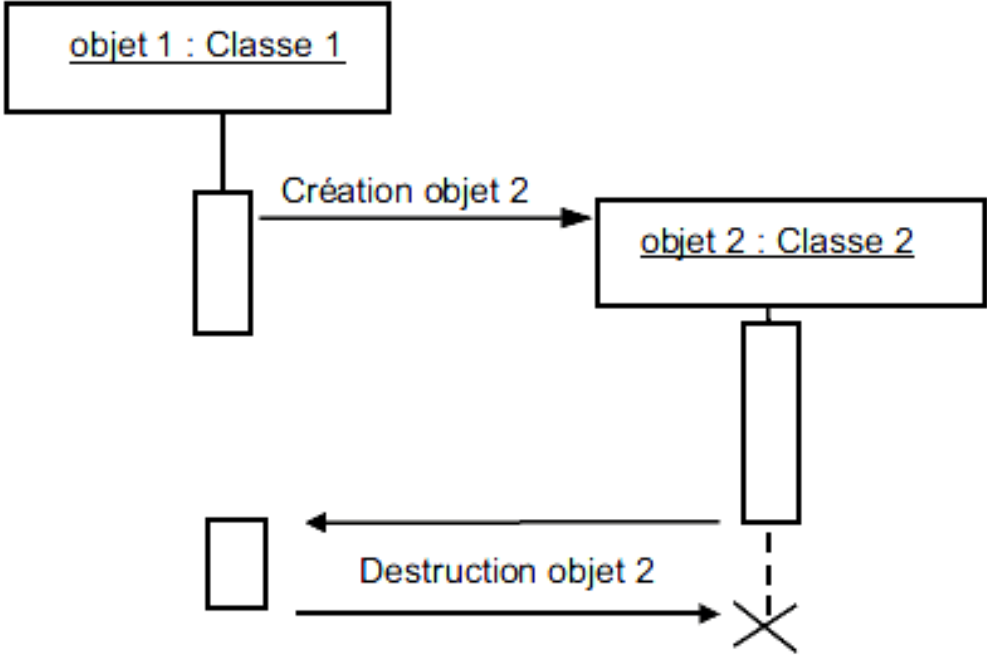 objet 1 : Classe 1
Création objet 2
objet 2 : Classe 2
Destruction objet 2